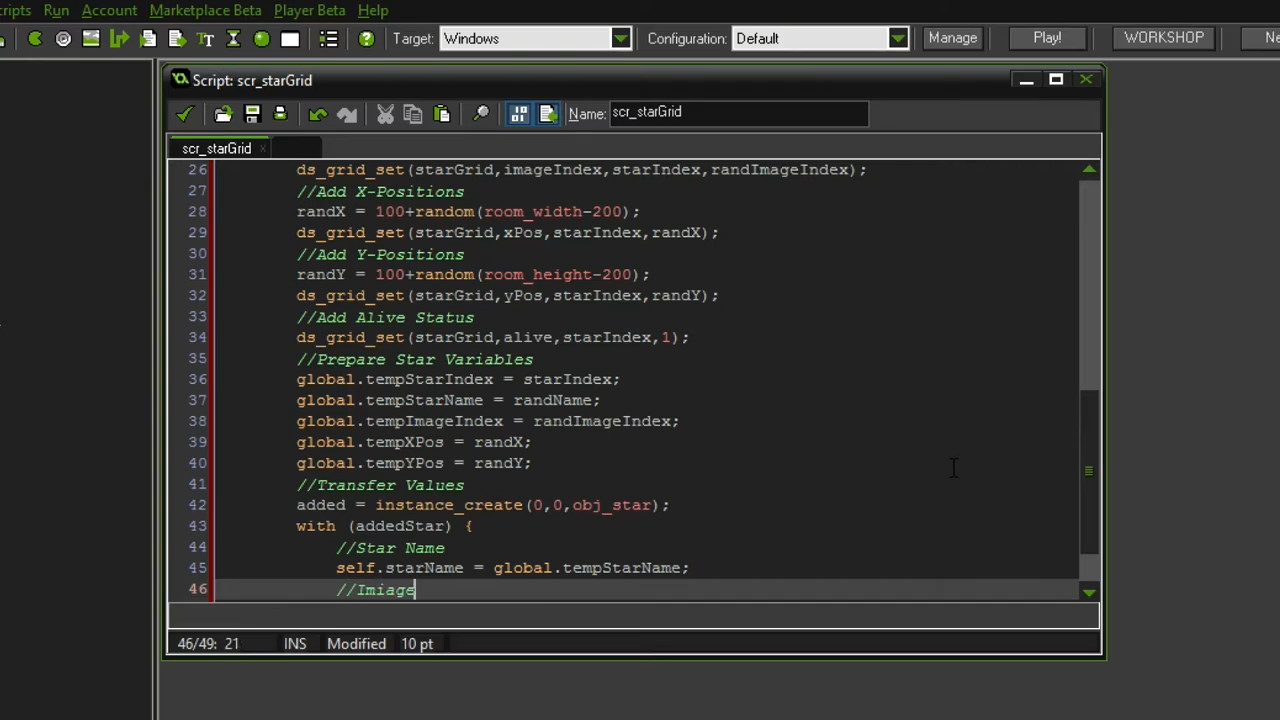 cripts Run Account Marketplace Beta Player Beta Help
Target: Windows Configuration: Default Manage Play! WORKSHOP Ne
Script: scr_starGrid
Name: scr_starGrid
scr_starGrid
26 ds_grid_set(starGrid,imageIndex,starIndex,randImageIndex);
27 //Add X-Positions
28 randX = 100+random(room_width-200);
29 ds_grid_set(starGrid,xPos,starIndex,randX);
30 //Add Y-Positions
31 randY = 100+random(room_height-200);
32 ds_grid_set(starGrid,yPos,starIndex,randY);
33 //Add Alive Status
34 ds_grid_set(starGrid,alive,starIndex,1);
35 //Prepare Star Variables
36 global.tempStarIndex = starIndex;
37 global.tempStarName = randName;
38 global.tempImageIndex = randImageIndex;
39 global.tempXPos = randX;
40 global.tempYPos = randY;
41 //Transfer Values
42 added = instance_create(0,0,obj_star);
43 with (addedStar) {
44 //Star Name
45 self.starName = global.tempStarName;
46 //Imiage
46/49: 21 INS Modified 10 pt